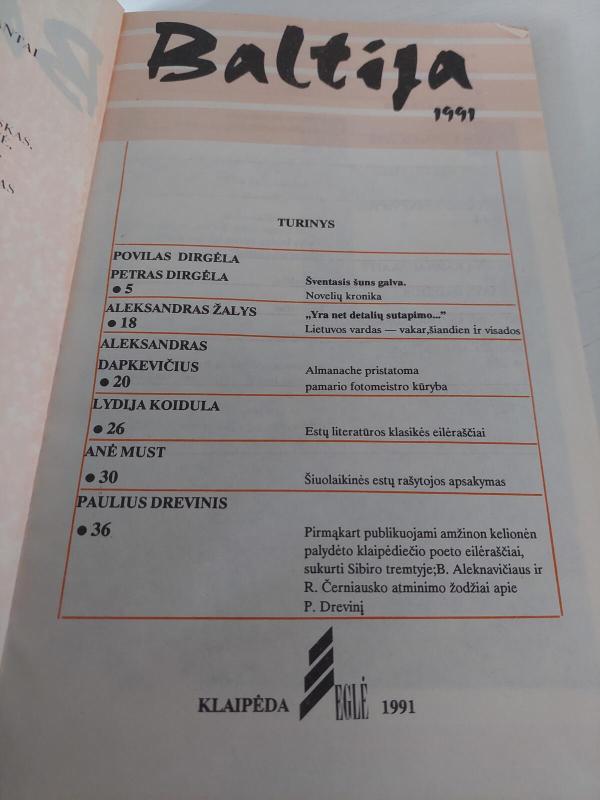 NTAI
SKAS.
AS
Baltija
1991
TURINYS
POVILAS DIRGĖLA
PETRAS DIRGĖLA
● 5
Šventasis šuns galva.
Novelių kronika
ALEKSANDRAS ŽALYS
● 18
„Yra net detalių sutapimo..."
Lietuvos vardas — vakar,šiandien ir visados
ALEKSANDRAS
DAPKEVIČIUS
● 20
Almanache pristatoma
pamario fotomeistro kūryba
LYDIJA KOIDULA
● 26
Estų literatūros klasikės eilėraščiai
ANĖ MUST
● 30
Šiuolaikinės estų rašytojos apsakymas
PAULIUS DREVINIS
● 36
Pirmąkart publikuojami amžinon kelionėn
palydėto klaipėdiečio poeto eilėraščiai,
sukurti Sibiro tremtyje;B. Aleknavičiaus ir
R. Černiausko atminimo žodžiai apie
P. Drevinį
KLAIPĖDA EGLĖ 1991